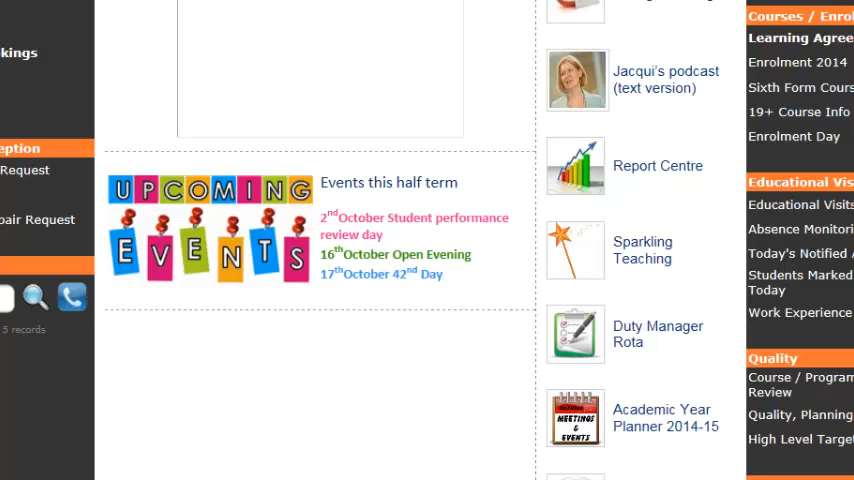 kings
eption
Request
pair Request
5 records
UPCOMING
EVENTS
Events this half term
2nd October Student performance
review day
16th October Open Evening
17th October 42nd Day
Jacqui's podcast
(text version)
Report Centre
Sparkling
Teaching
Duty Manager
Rota
MEETINGS
&
EVENTS
Academic Year
Planner 2014-15
Courses / Enrol
Learning Agree
Enrolment 2014
Sixth Form Cours
19+ Course Info
Enrolment Day
Educational Vis
Educational Visits
Absence Monitori
Today's Notified A
Students Marked
Today
Work Experience
Quality
Course / Program
Review
Quality, Planning
High Level Target